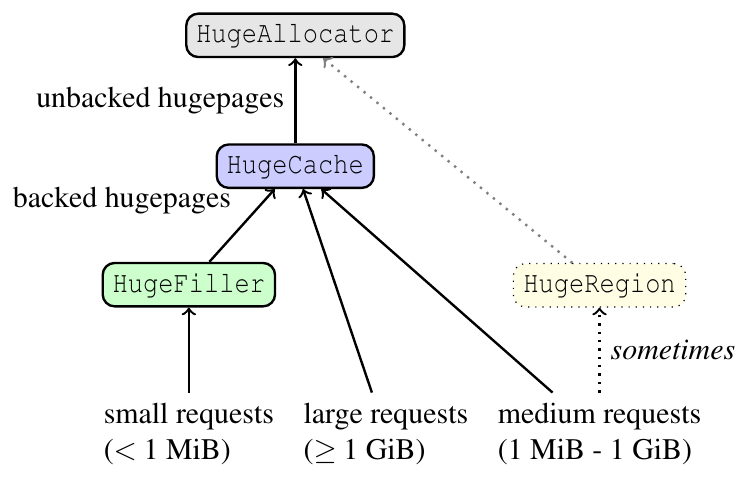 HugeAllocator
unbacked hugepages
HugeCache
backed hugepages
HugeFiller
HugeRegion
sometimes
small requests
(< 1 MiB)
large requests
(≥ 1 GiB)
medium requests
(1 MiB - 1 GiB)